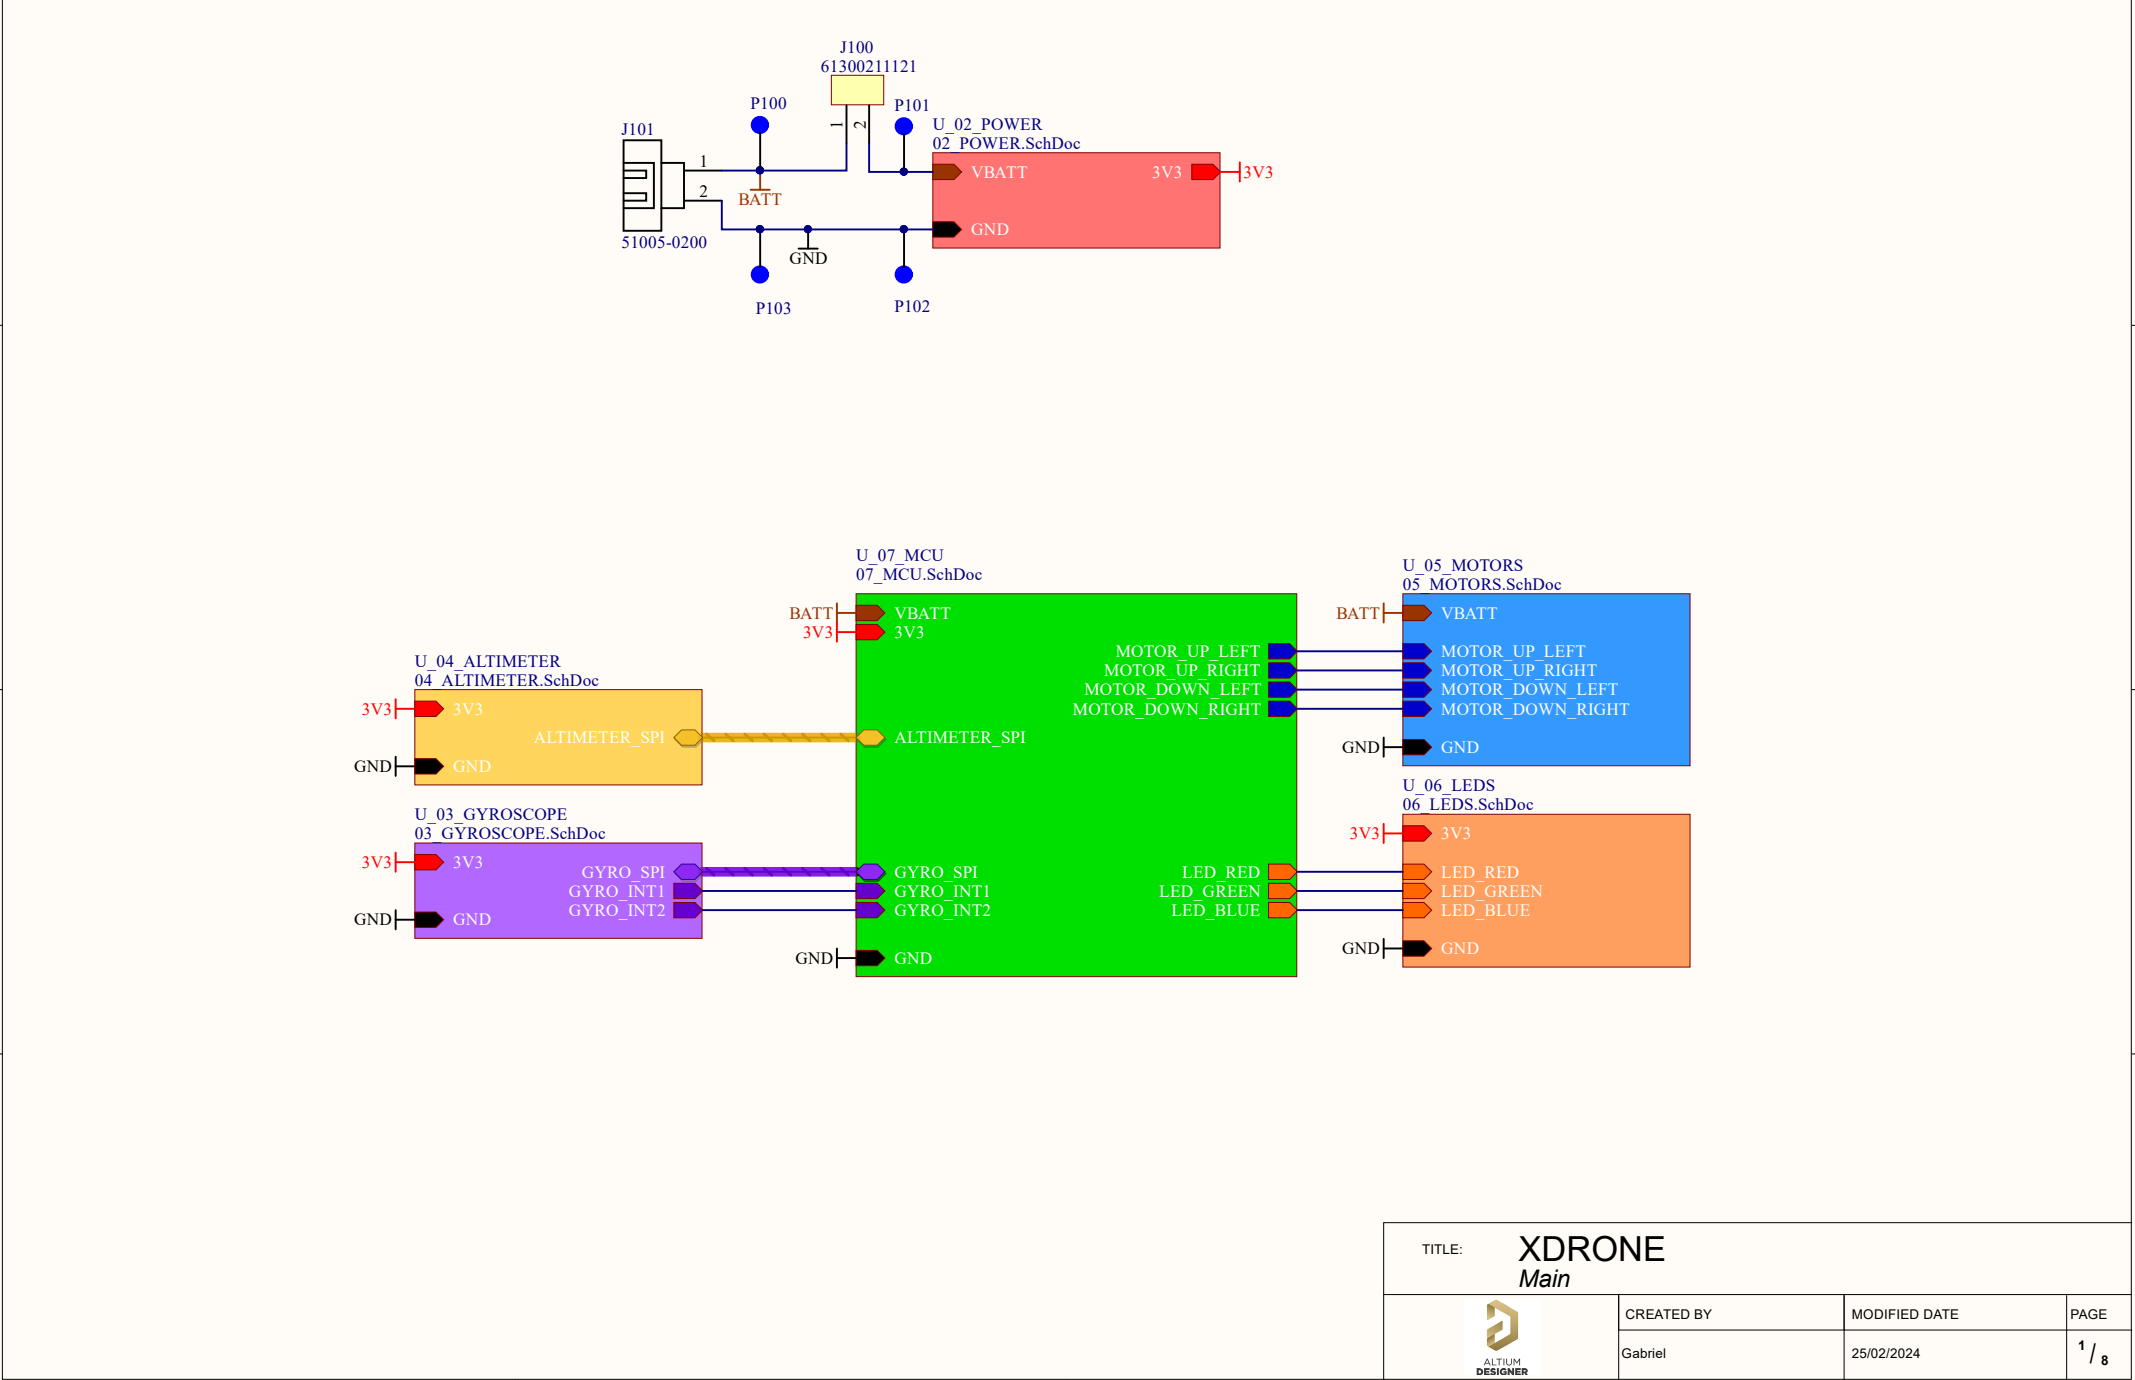 J100
61300211121
P100
P101
J101
1
2
U_02_POWER
02_POWER.SchDoc
1
VBATT
3V3
3V3
2
BATT
GND
51005-0200
GND
P103
P102
U_07_MCU
07_MCU.SchDoc
U_05_MOTORS
05_MOTORS.SchDoc
BATT
VBATT
3V3
3V3
BATT
VBATT
MOTOR_UP_LEFT
MOTOR_UP_LEFT
MOTOR_UP_RIGHT
MOTOR_UP_RIGHT
MOTOR_DOWN_LEFT
MOTOR_DOWN_LEFT
MOTOR_DOWN_RIGHT
MOTOR_DOWN_RIGHT
GND
GND
U_04_ALTIMETER
04_ALTIMETER.SchDoc
3V3
3V3
ALTIMETER_SPI
ALTIMETER_SPI
GND
GND
U_03_GYROSCOPE
03_GYROSCOPE.SchDoc
3V3
3V3
GYRO_SPI
GYRO_SPI
GYRO_INT1
GYRO_INT1
GYRO_INT2
GYRO_INT2
GND
GND
GND
GND
U_06_LEDS
06_LEDS.SchDoc
3V3
3V3
LED_RED
LED_RED
LED_GREEN
LED_GREEN
LED_BLUE
LED_BLUE
GND
GND
TITLE:
XDRONE
Main
ALTIUM
DESIGNER
CREATED BY
MODIFIED DATE
PAGE
Gabriel
25/02/2024
1 / 8